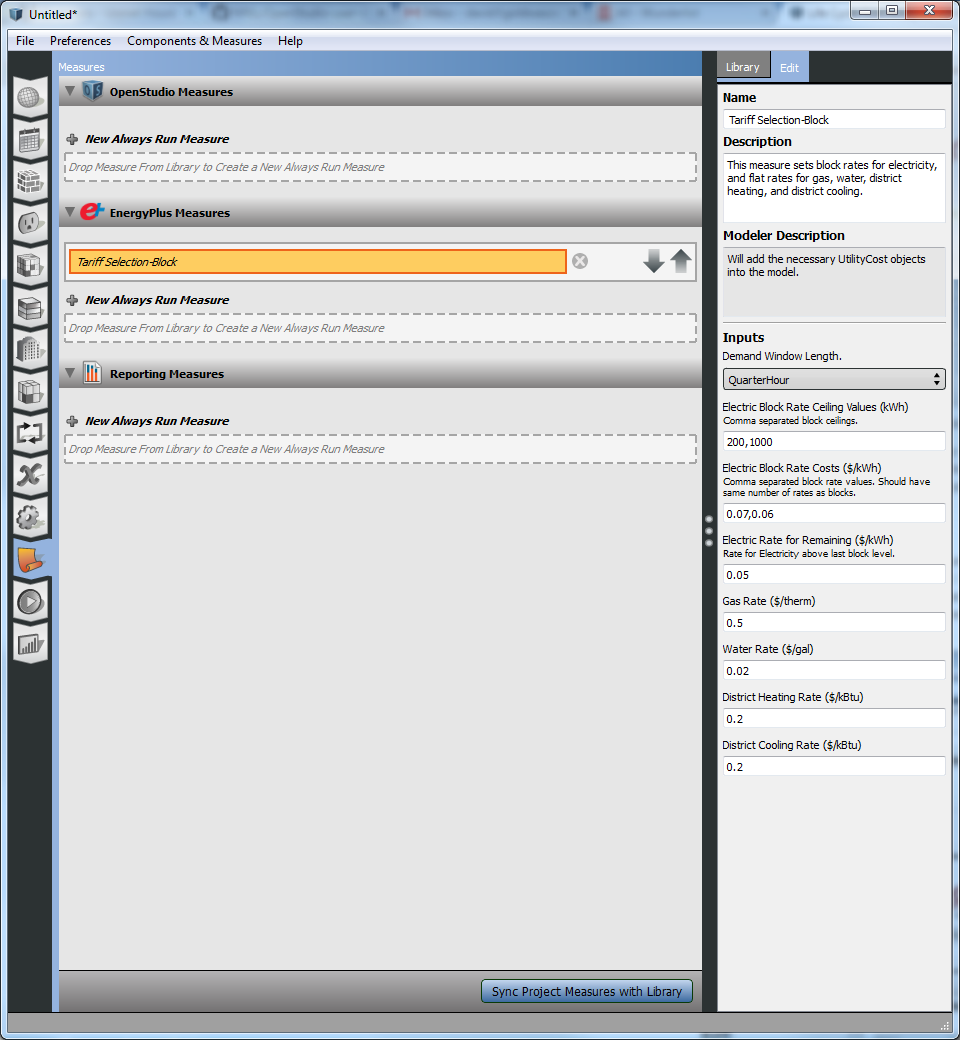 Untitled*
File Preferences Components & Measures Help
Measures
OpenStudio Measures
New Always Run Measure
Drop Measure From Library to Create a New Always Run Measure
EnergyPlus Measures
Tariff Selection-Block
New Always Run Measure
Drop Measure From Library to Create a New Always Run Measure
Reporting Measures
New Always Run Measure
Drop Measure From Library to Create a New Always Run Measure
Sync Project Measures with Library
Library Edit
Name
Tariff Selection-Block
Description
This measure sets block rates for electricity,
and flat rates for gas, water, district
heating, and district cooling.
Modeler Description
Will add the necessary UtilityCost objects
into the model.
Inputs
Demand Window Length.
QuarterHour
Electric Block Rate Ceiling Values (kWh)
Comma separated block ceilings.
200,1000
Electric Block Rate Costs ($/kWh)
Comma separated block rate values. Should have
same number of rates as blocks.
0.07,0.06
Electric Rate for Remaining ($/kWh)
Rate for Electricity above last block level.
0.05
Gas Rate ($/therm)
0.5
Water Rate ($/gal)
0.02
District Heating Rate ($/kBtu)
0.2
District Cooling Rate ($/kBtu)
0.2